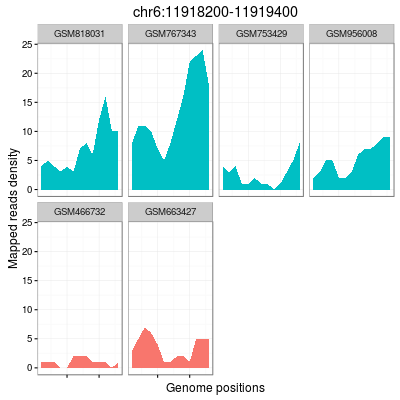 chr6:11918200-11919400
GSM818031 GSM767343 GSM753429 GSM956008
25
20
15
10
5
0
Mapped reads density
GSM466732 GSM663427
25
20
15
10
5
0
Genome positions